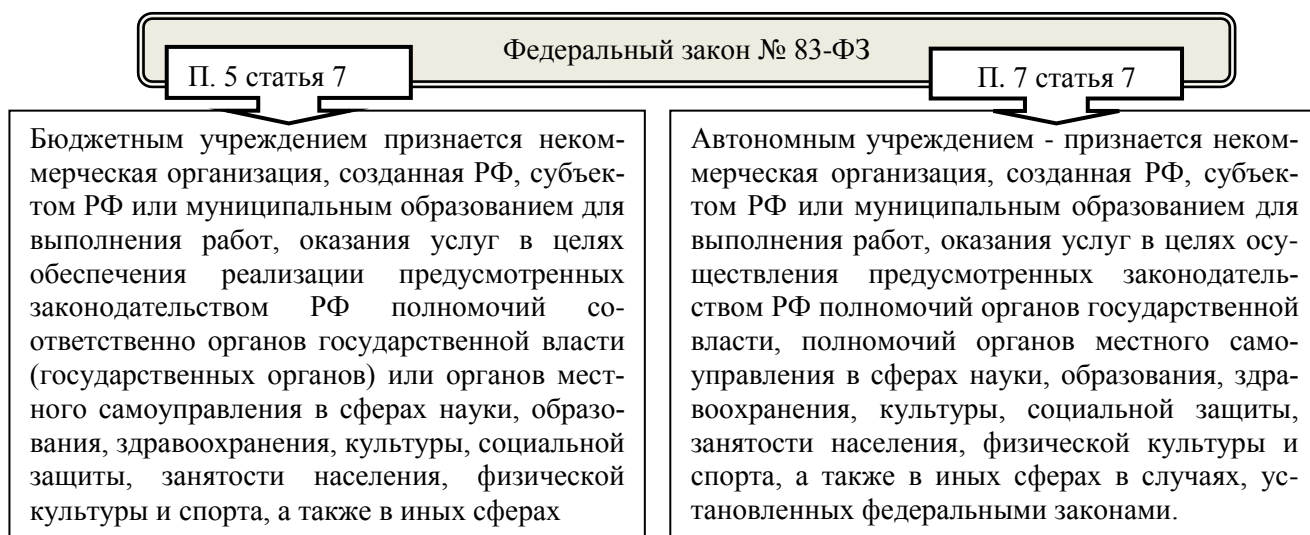 Федеральный закон № 83-ФЗ
П. 5 статья 7
П. 7 статья 7
Бюджетным учреждением признается неком-
мерческая организация, созданная РФ, субъек-
том РФ или муниципальным образованием для
выполнения работ, оказания услуг в целях
обеспечения реализации предусмотренных
законодательством РФ полномочий со-
ответственно органов государственной власти
(государственных органов) или органов мест-
ного самоуправления в сферах науки, образо-
вания, здравоохранения, культуры, социальной
защиты, занятости населения, физической
культуры и спорта, а также в иных сферах
Автономным учреждением - признается неком-
мерческая организация, созданная РФ, субъек-
том РФ или муниципальным образованием для
выполнения работ, оказания услуг в целях осу-
ществления предусмотренных законодатель-
ством РФ полномочий органов государственной
власти, полномочий органов местного само-
управления в сферах науки, образования, здра-
воохранения, культуры, социальной защиты,
занятости населения, физической культуры и
спорта, а также в иных сферах в случаях, ус-
тановленных федеральными законами.